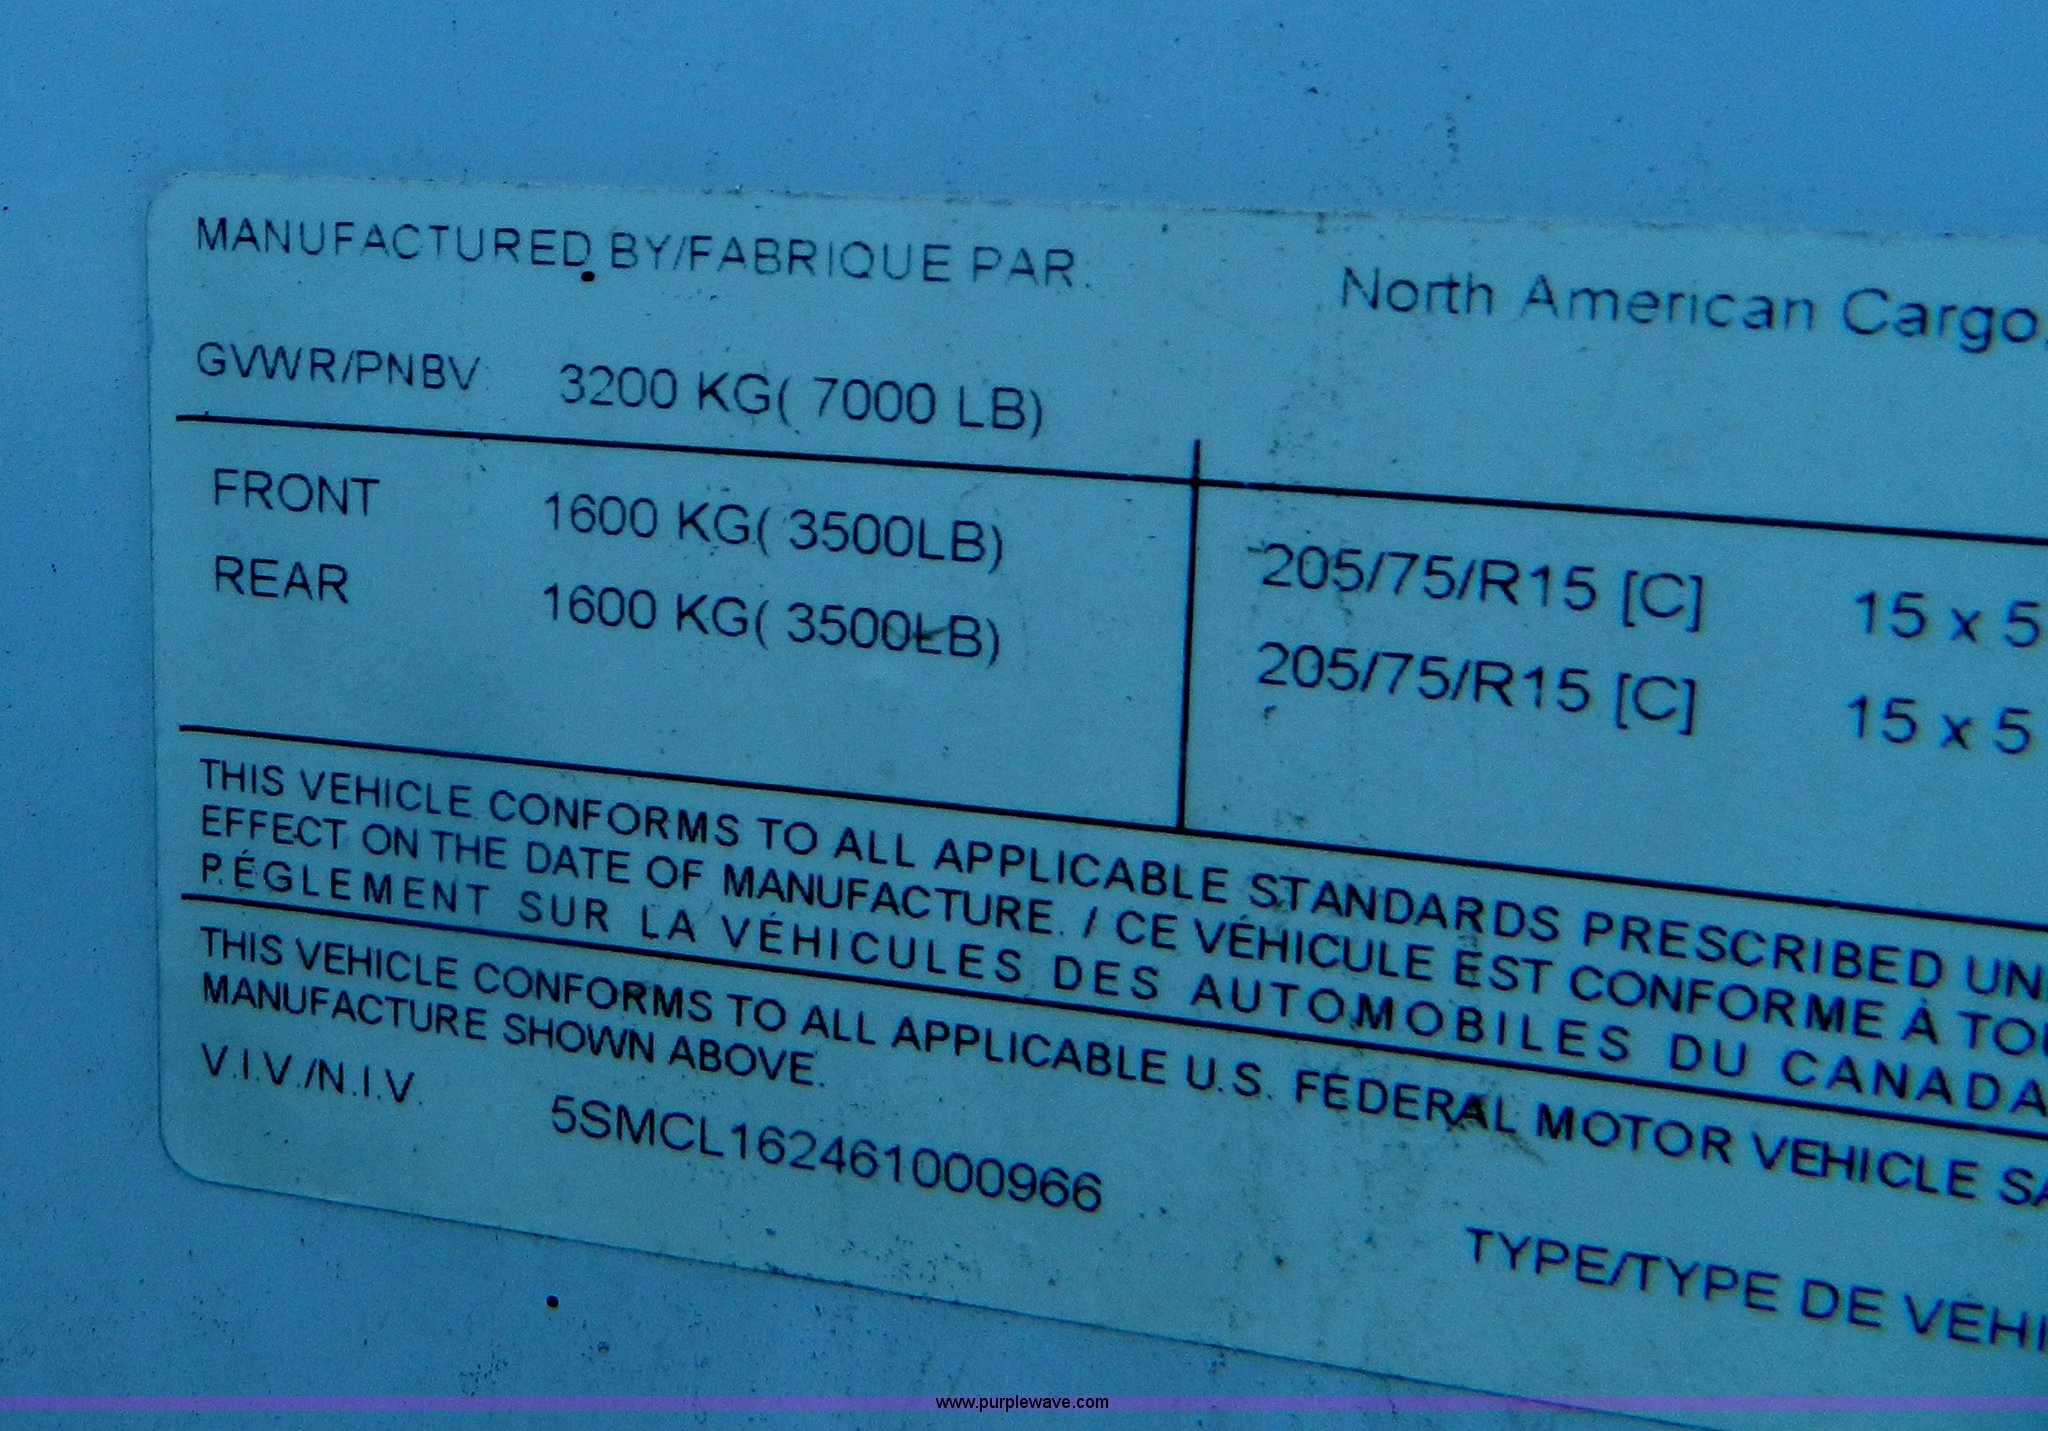 MANUFACTURED BY/FABRIQUE PAR. North American Cargo
GVWR/PNBV 3200 KG( 7000 LB)
FRONT 1600 KG( 3500LB) 205/75/R15 [C] 15 x 5
REAR 1600 KG( 3500LB) 205/75/R15 [C] 15 x 5
THIS VEHICLE CONFORMS TO ALL APPLICABLE STANDARDS PRESCRIBED UN
EFFECT ON THE DATE OF MANUFACTURE. / CE VÉHICULE EST CONFORME À TOU
RÉGLEMENT SUR LA VÉHICULES DES AUTOMOBILES DU CANADA
THIS VEHICLE CONFORMS TO ALL APPLICABLE U.S. FEDERAL MOTOR VEHICLE SA
MANUFACTURE SHOWN ABOVE.
V.I.V./N.I.V. 5SMCL162461000966
TYPE/TYPE DE VÉHI
www.purplewave.com